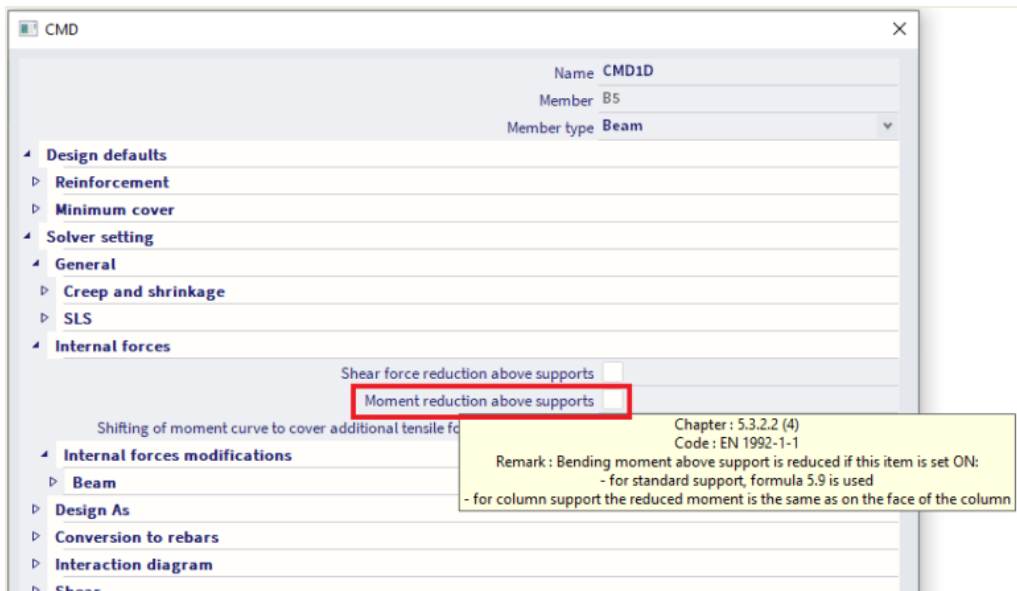 CMD
Name CMD1D
Member B5
Member type Beam
Design defaults
Reinforcement
Minimum cover
Solver setting
General
Creep and shrinkage
SLS
Internal forces
Shear force reduction above supports
Moment reduction above supports
Shifting of moment curve to cover additional tensile
Chapter : 5.3.2.2 (4)
Code : EN 1992-1-1
Remark : Bending moment above support is reduced if this item is set ON:
- for standard support, formula 5.9 is used
- for column support the reduced moment is the same as on the face of the column
Internal forces modifications
Beam
Design As
Conversion to rebars
Interaction diagram
Shear